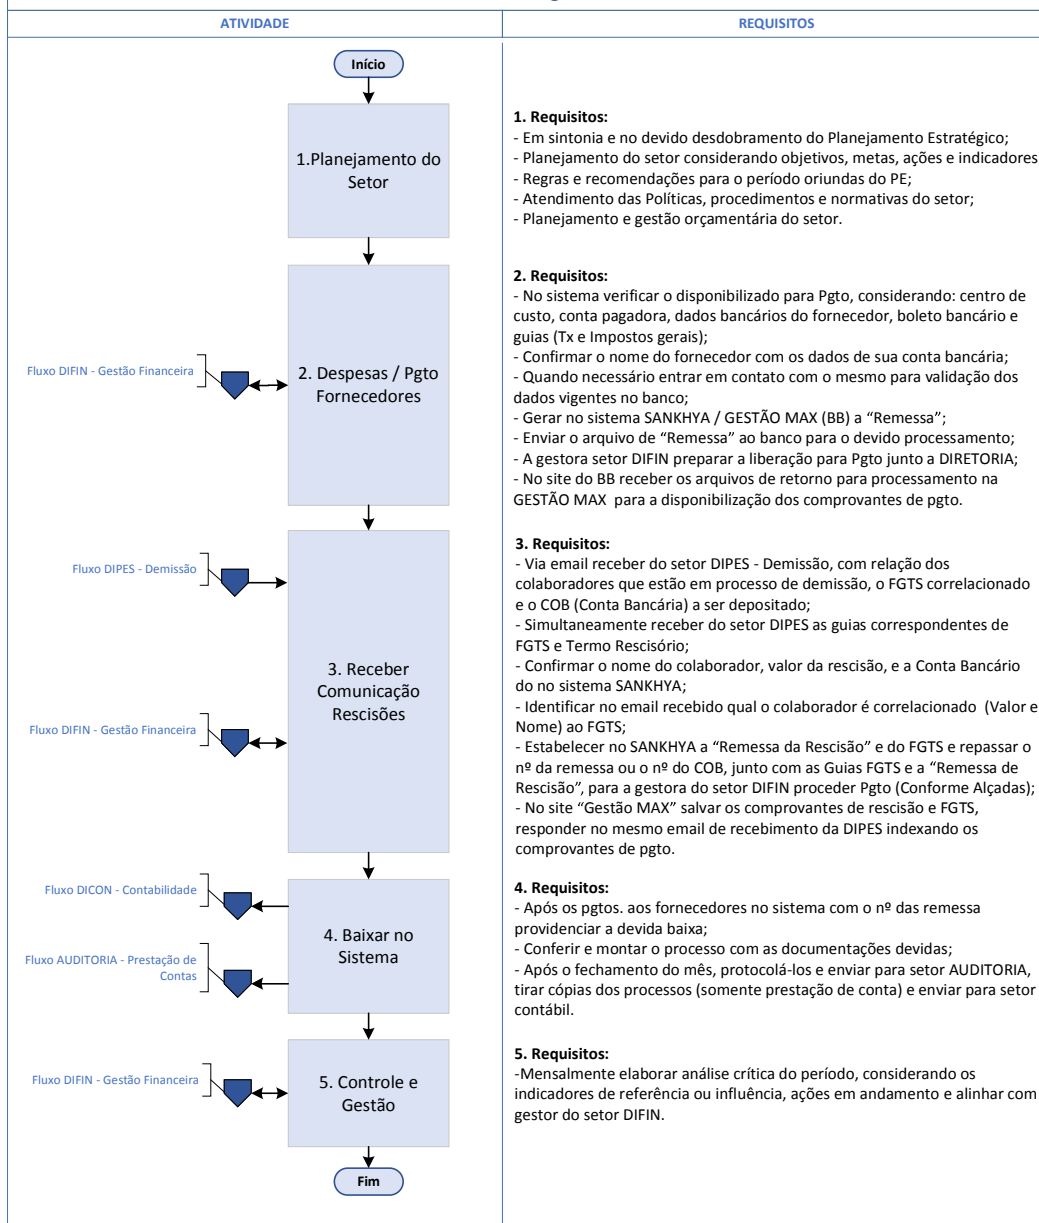 ATIVIDADE
REQUISITOS
Início
1.Planejamento do
Setor
1. Requisitos:
- Em sintonia e no devido desdobramento do Planejamento Estratégico;
- Planejamento do setor considerando objetivos, metas, ações e indicadores
- Regras e recomendações para o período oriundas do PE;
- Atendimento das Políticas, procedimentos e normativas do setor;
- Planejamento e gestão orçamentária do setor.
Fluxo DIFIN - Gestão Financeira
2. Despesas / Pgto
Fornecedores
2. Requisitos:
- No sistema verificar o disponibilizado para Pgto, considerando: centro de
custo, conta pagadora, dados bancários do fornecedor, boleto bancário e
guias (Tx e Impostos gerais);
- Confirmar o nome do fornecedor com os dados de sua conta bancária;
- Quando necessário entrar em contato com o mesmo para validação dos
dados vigentes no banco;
- Gerar no sistema SANKHYA / GESTÃO MAX (BB) a “Remessa”;
- Enviar o arquivo de “Remessa” ao banco para o devido processamento;
- A gestora setor DIFIN preparar a liberação para Pgto junto a DIRETORIA;
- No site do BB receber os arquivos de retorno para processamento na
GESTÃO MAX  para a disponibilização dos comprovantes de pgto.
Fluxo DIPES - Demissão
Fluxo DIFIN - Gestão Financeira
3. Receber
Comunicação
Rescisões
3. Requisitos:
- Via email receber do setor DIPES - Demissão, com relação dos
colaboradores que estão em processo de demissão, o FGTS correlacionado
e o COB (Conta Bancária) a ser depositado;
- Simultaneamente receber do setor DIPES as guias correspondentes de
FGTS e Termo Rescisório;
- Confirmar o nome do colaborador, valor da rescisão, e a Conta Bancário
do no sistema SANKHYA;
- Identificar no email recebido qual o colaborador é correlacionado  (Valor e
Nome) ao FGTS;
- Estabelecer no SANKHYA a “Remessa da Rescisão” e do FGTS e repassar o
nº da remessa ou o nº do COB, junto com as Guias FGTS e a “Remessa de
Rescisão”, para a gestora do setor DIFIN proceder Pgto (Conforme Alçadas);
- No site “Gestão MAX” salvar os comprovantes de rescisão e FGTS,
responder no mesmo email de recebimento da DIPES indexando os
comprovantes de pgto.
Fluxo DICON - Contabilidade
Fluxo AUDITORIA - Prestação de
Contas
4. Baixar no
Sistema
4. Requisitos:
- Após os pgtos. aos fornecedores no sistema com o nº das remessa
providenciar a devida baixa;
- Conferir e montar o processo com as documentações devidas;
- Após o fechamento do mês, protocolá-los e enviar para setor AUDITORIA,
tirar cópias dos processos (somente prestação de conta) e enviar para setor
contábil.
Fluxo DIFIN - Gestão Financeira
5. Controle e
Gestão
5. Requisitos:
-Mensalmente elaborar análise crítica do período, considerando os
indicadores de referência ou influência, ações em andamento e alinhar com
gestor do setor DIFIN.
Fim